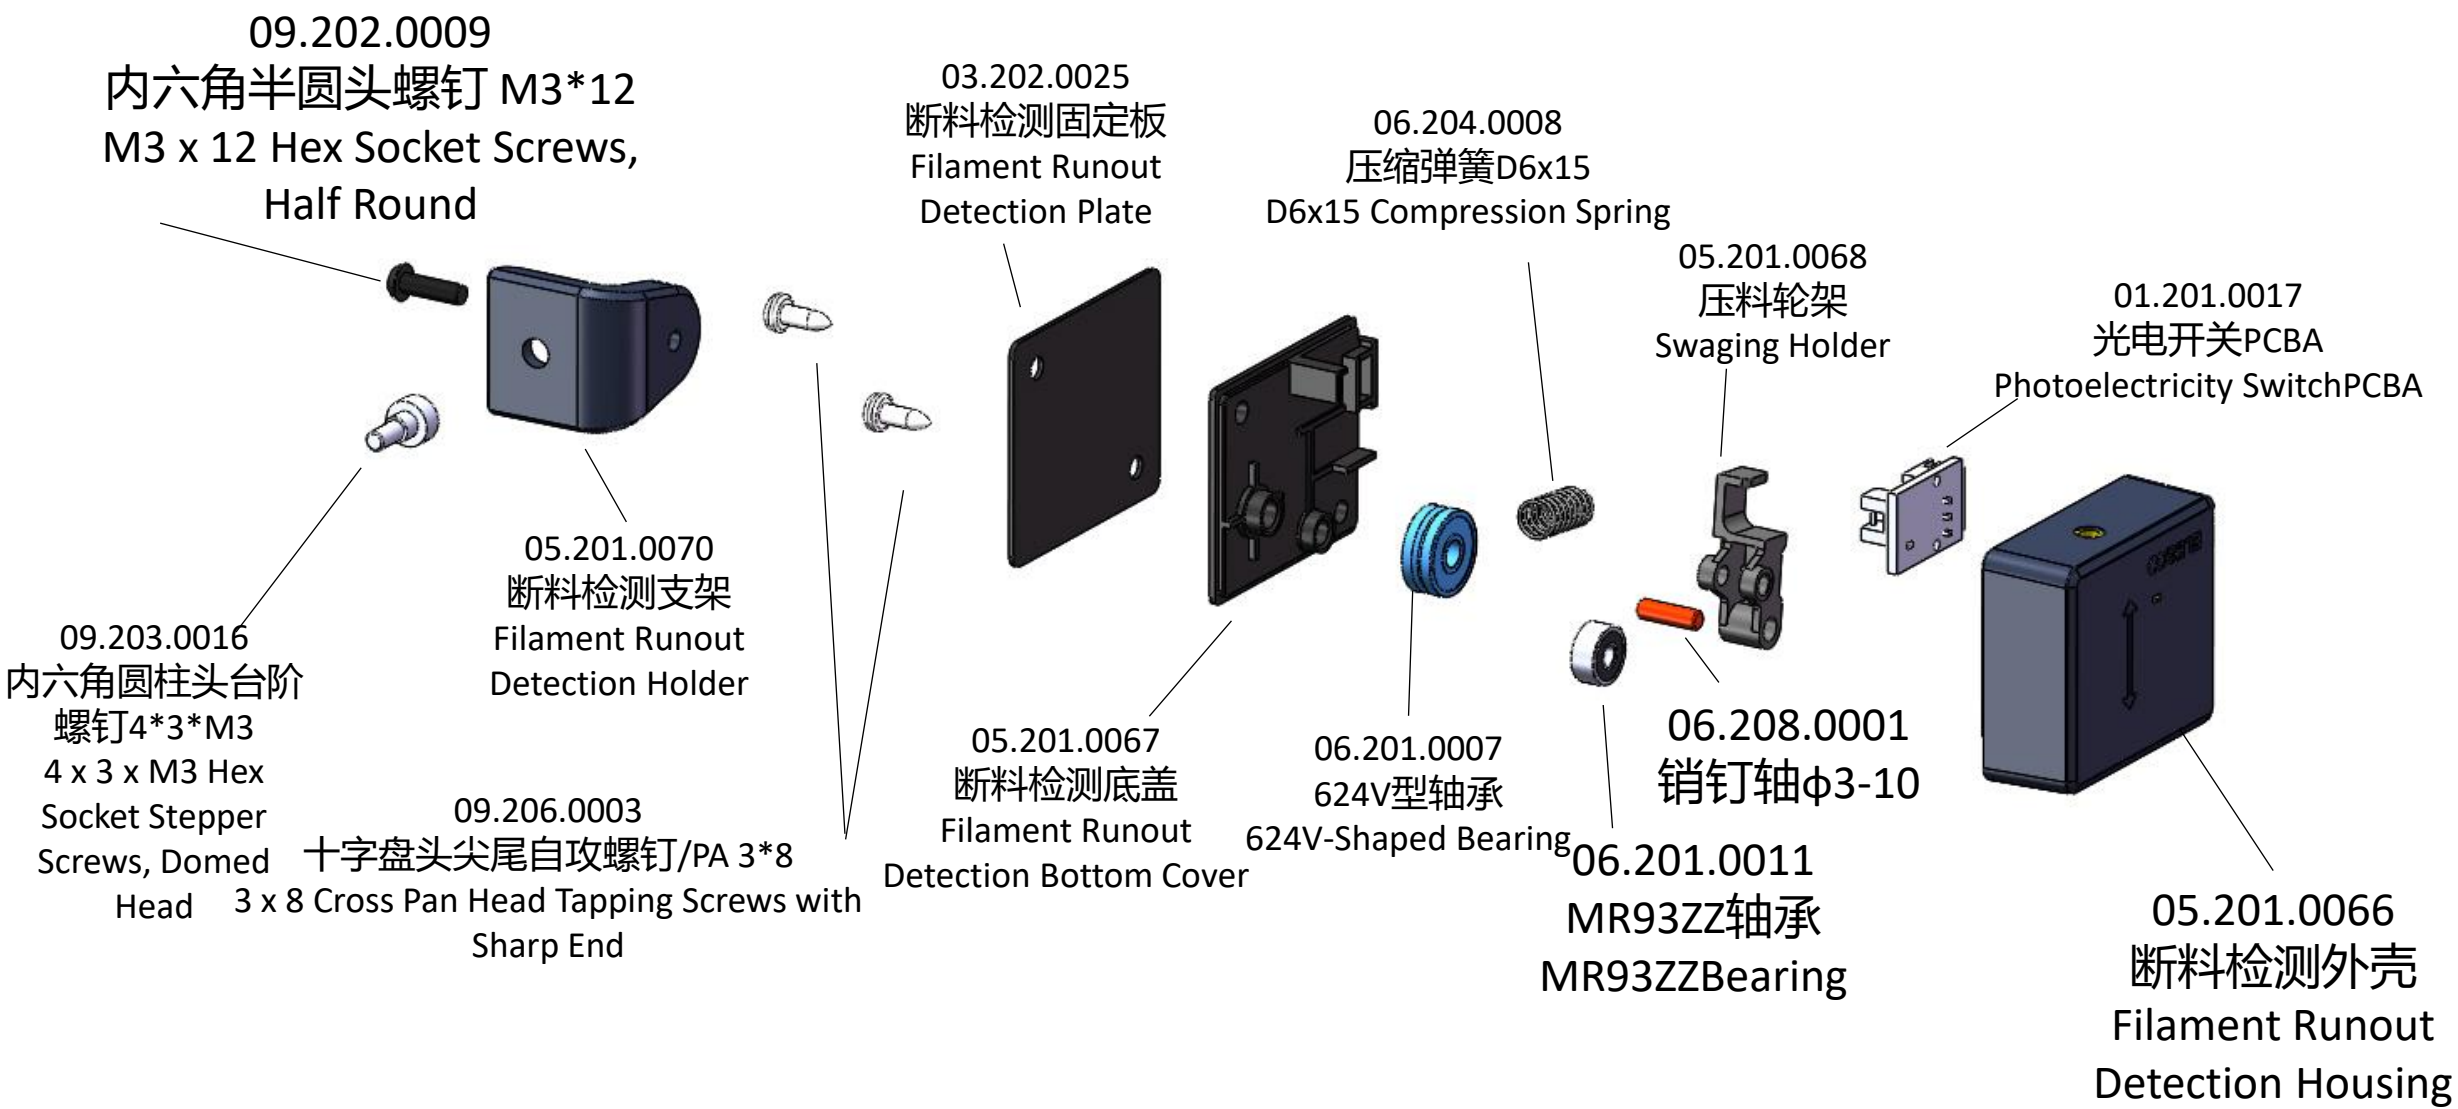 09.202.0009
内六角半圆头螺钉 M3*12
M3 x 12 Hex Socket Screws,
Half Round
03.202.0025
断料检测固定板
Filament Runout
Detection Plate
06.204.0008
压缩弹簧D6x15
D6x15 Compression Spring
05.201.0068
压料轮架
Swaging Holder
01.201.0017
光电开关PCBA
Photoelectricity SwitchPCBA
05.201.0070
断料检测支架
Filament Runout
Detection Holder
09.203.0016
内六角圆柱头台阶
螺钉4*3*M3
4 x 3 x M3 Hex
Socket Stepper
Screws, Domed
Head
09.206.0003
十字盘头尖尾自攻螺钉/PA 3*8
3 x 8 Cross Pan Head Tapping Screws with
Sharp End
05.201.0067
断料检测底盖
Filament Runout
Detection Bottom Cover
06.201.0007
624V型轴承
624V-Shaped Bearing
06.208.0001
销钉轴φ3-10
06.201.0011
MR93ZZ轴承
MR93ZZBearing
05.201.0066
断料检测外壳
Filament Runout
Detection Housing